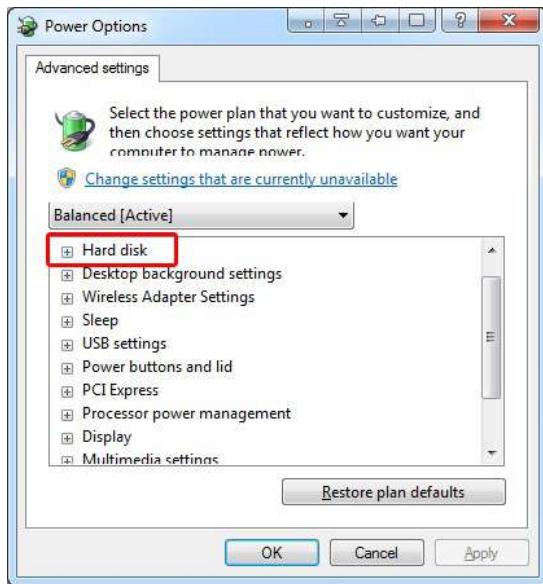 Power Options
Advanced settings
Select the power plan that you want to customize, and
then choose settings that reflect how you want your
computer to manage power.
Change settings that are currently unavailable
Balanced [Active]
Hard disk
Desktop background settings
Wireless Adapter Settings
Sleep
USB settings
Power buttons and lid
PCI Express
Processor power management
Display
Multimedia settings
Restore plan defaults
OK Cancel Apply